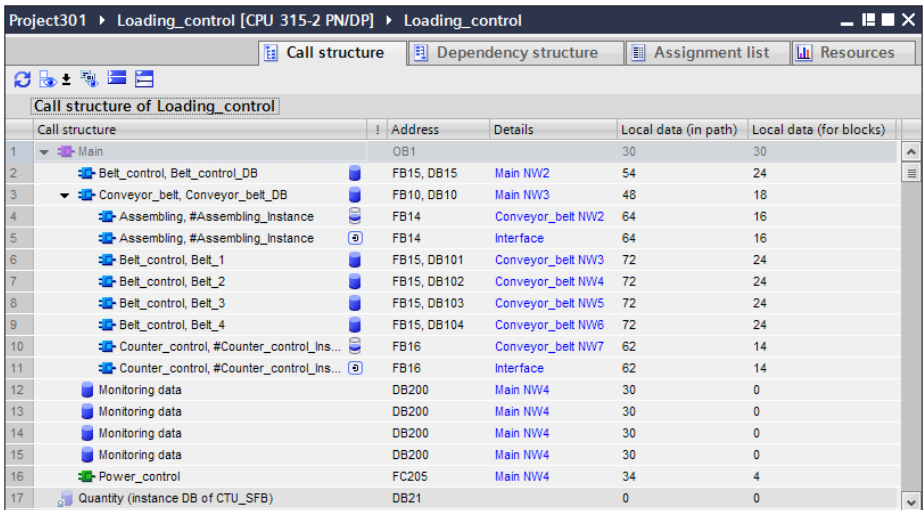 Project301 ▸ Loading_control [CPU 315-2 PN/DP] ▸ Loading_control
Call structure Dependency structure Assignment list Resources
Call structure of Loading_control
Call structure ! Address Details Local data (in path) Local data (for blocks)
1 Main OB1 30 30
2 Belt_control, Belt_control_DB FB15, DB15 Main NW2 54 24
3 Conveyor_belt, Conveyor_belt_DB FB10, DB10 Main NW3 48 18
4 Assembling, #Assembling_Instance FB14 Conveyor_belt NW2 64 16
5 Assembling, #Assembling_Instance FB14 Interface 64 16
6 Belt_control, Belt_1 FB15, DB101 Conveyor_belt NW3 72 24
7 Belt_control, Belt_2 FB15, DB102 Conveyor_belt NW4 72 24
8 Belt_control, Belt_3 FB15, DB103 Conveyor_belt NW5 72 24
9 Belt_control, Belt_4 FB15, DB104 Conveyor_belt NW6 72 24
10 Counter_control, #Counter_control_Ins... FB16 Conveyor_belt NW7 62 14
11 Counter_control, #Counter_control_Ins... FB16 Interface 62 14
12 Monitoring data DB200 Main NW4 30 0
13 Monitoring data DB200 Main NW4 30 0
14 Monitoring data DB200 Main NW4 30 0
15 Monitoring data DB200 Main NW4 30 0
16 Power_control FC205 Main NW4 34 4
17 Quantity (instance DB of CTU_SFB) DB21 0 0